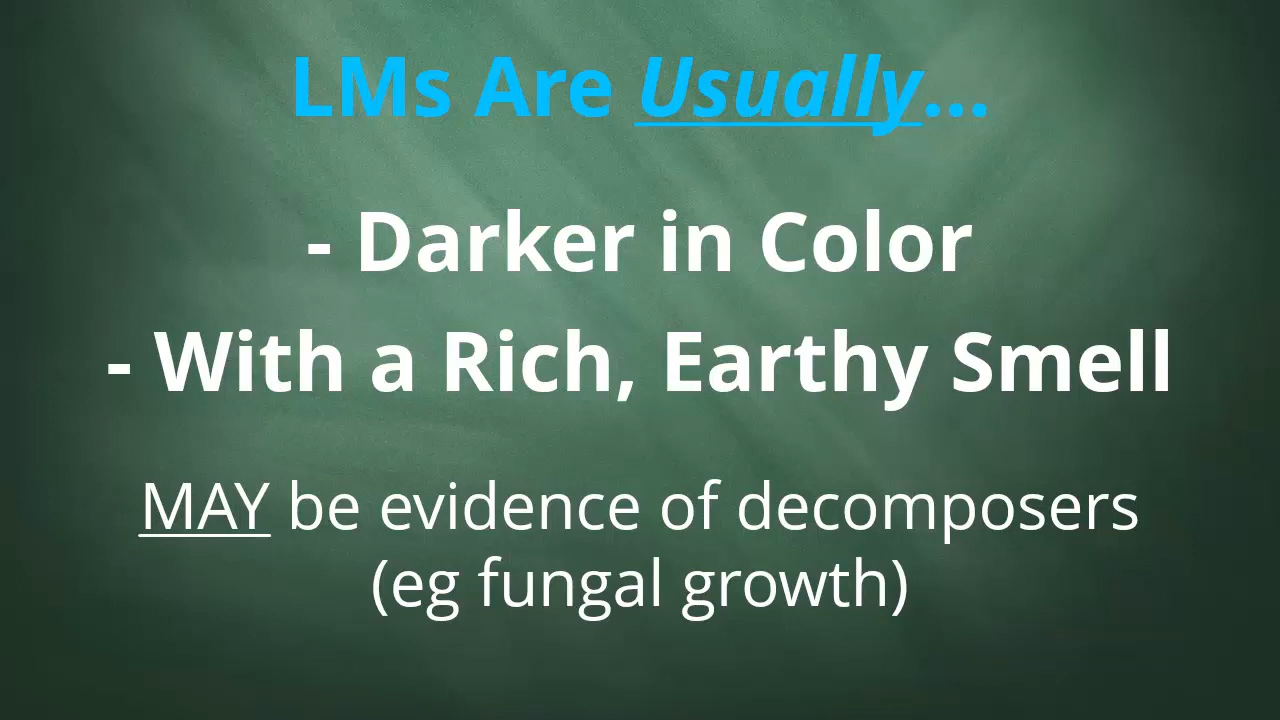 LMs Are Usually...
- Darker in Color
- With a Rich, Earthy Smell
MAY be evidence of decomposers
(eg fungal growth)